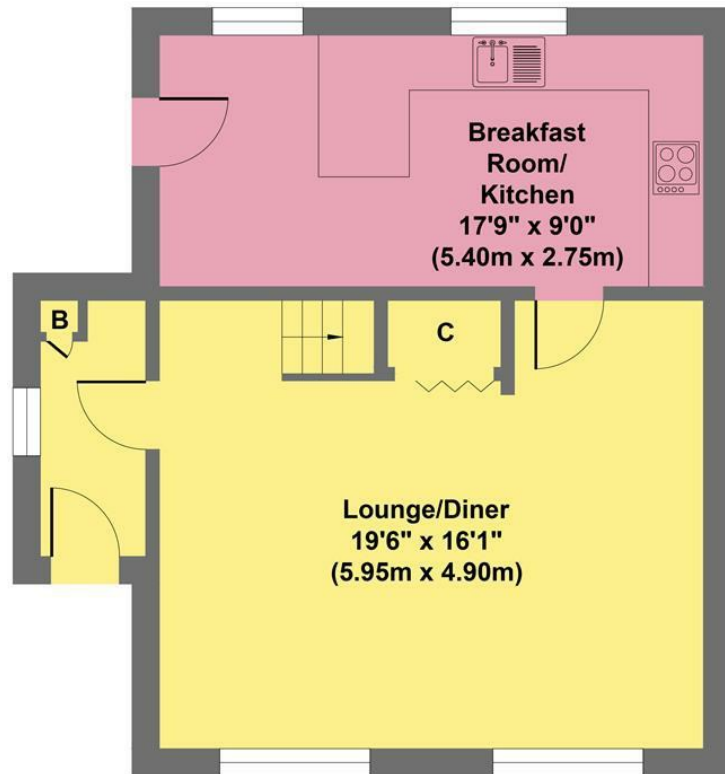 Breakfast
Room/
Kitchen
17'9" x 9'0"
(5.40m x 2.75m)
B
C
Lounge/Diner
19'6" x 16'1"
(5.95m x 4.90m)